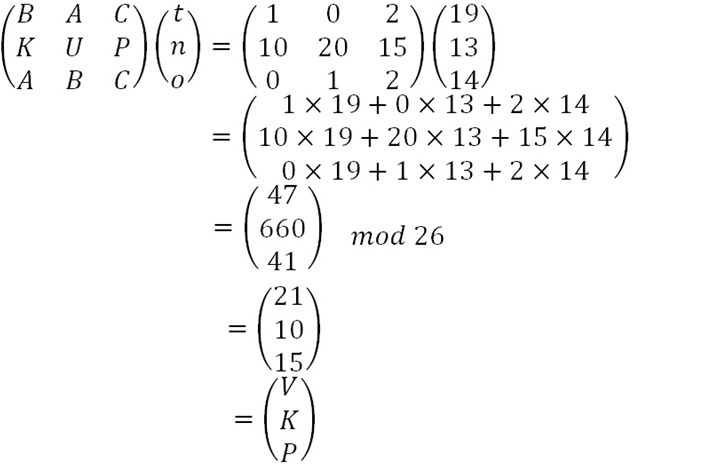 (B A C) (t) = (1 0 2) (19)
(K U P) (n) = (10 20 15) (13)
(A B C) (o) = (0 1 2) (14)
= (1 × 19 + 0 × 13 + 2 × 14)
(10 × 19 + 20 × 13 + 15 × 14)
(0 × 19 + 1 × 13 + 2 × 14)
= (47)
(660) mod 26
(41)
= (21)
(10)
(15)
= (V)
(K)
(P)